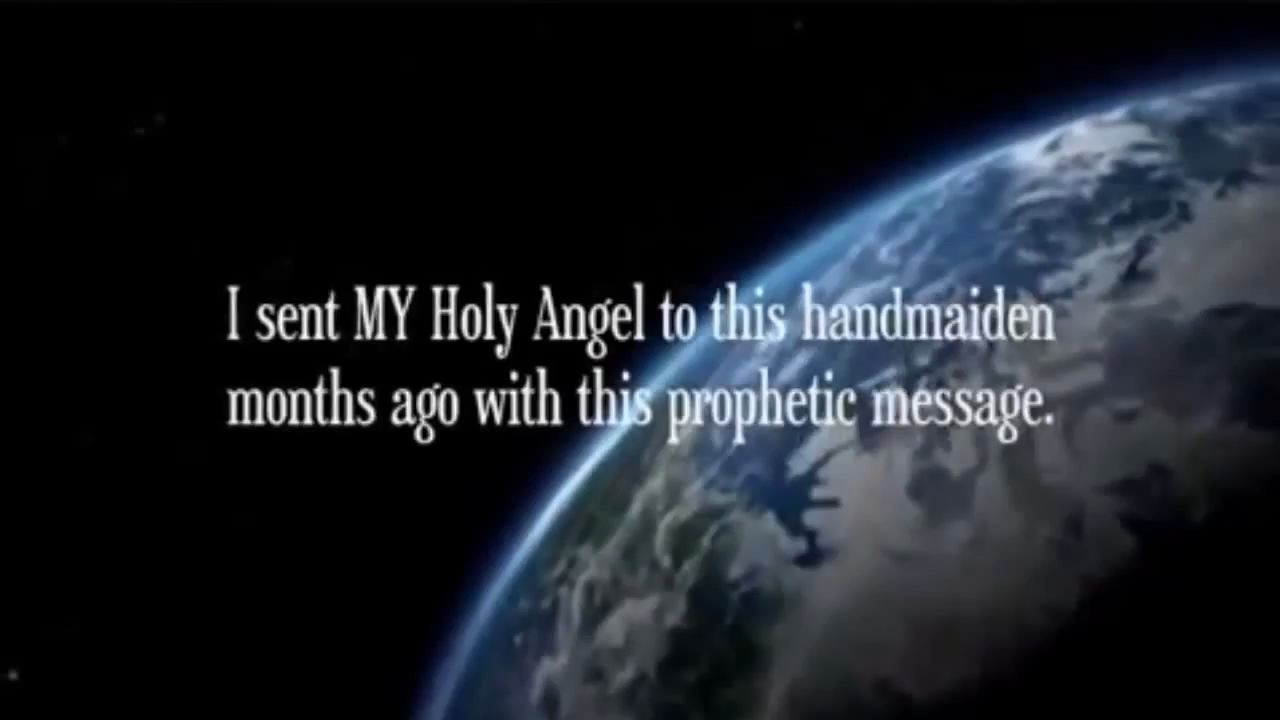 I sent MY Holy Angel to this handmaiden
months ago with this prophetic message.